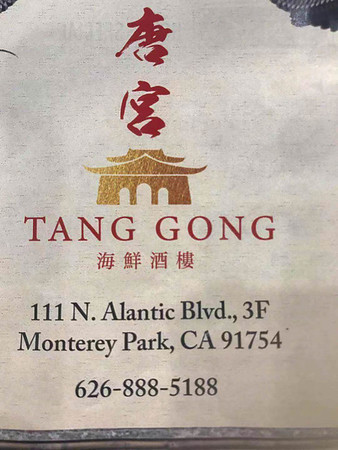 唐
宮
TANG GONG
海鮮酒樓
111 N. Alantic Blvd., 3F
Monterey Park, CA 91754
626-888-5188